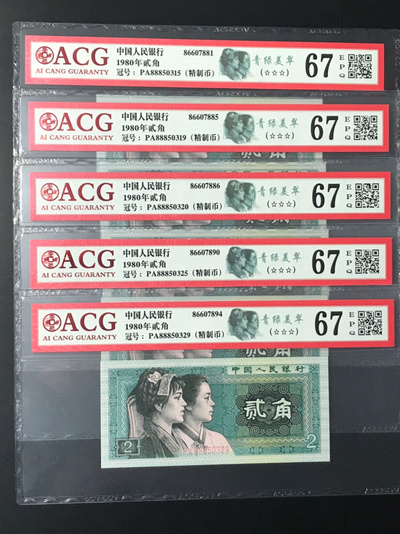 ACG
AI CANG GUARANTY
中国人民银行 86607881
1980年贰角
冠号：PA88850315（精制币）
青绿美翠
(☆☆☆)
67
EPQ
ACG
AI CANG GUARANTY
中国人民银行 86607885
1980年贰角
冠号：PA88850319（精制币）
青绿美翠
(☆☆☆)
67
EPQ
贰角
ACG
AI CANG GUARANTY
中国人民银行 86607886
1980年贰角
冠号：PA88850320（精制币）
青绿美翠
(☆☆☆)
67
EPQ
ACG
AI CANG GUARANTY
中国人民银行 86607890
1980年贰角
冠号：PA88850325（精制币）
青绿美翠
(☆☆☆)
67
EPQ
ACG
AI CANG GUARANTY
中国人民银行 86607894
1980年贰角
冠号：PA88850329（精制币）
青绿美翠
(☆☆☆)
67
EPQ
贰角
中国人民银行
贰角
2
2